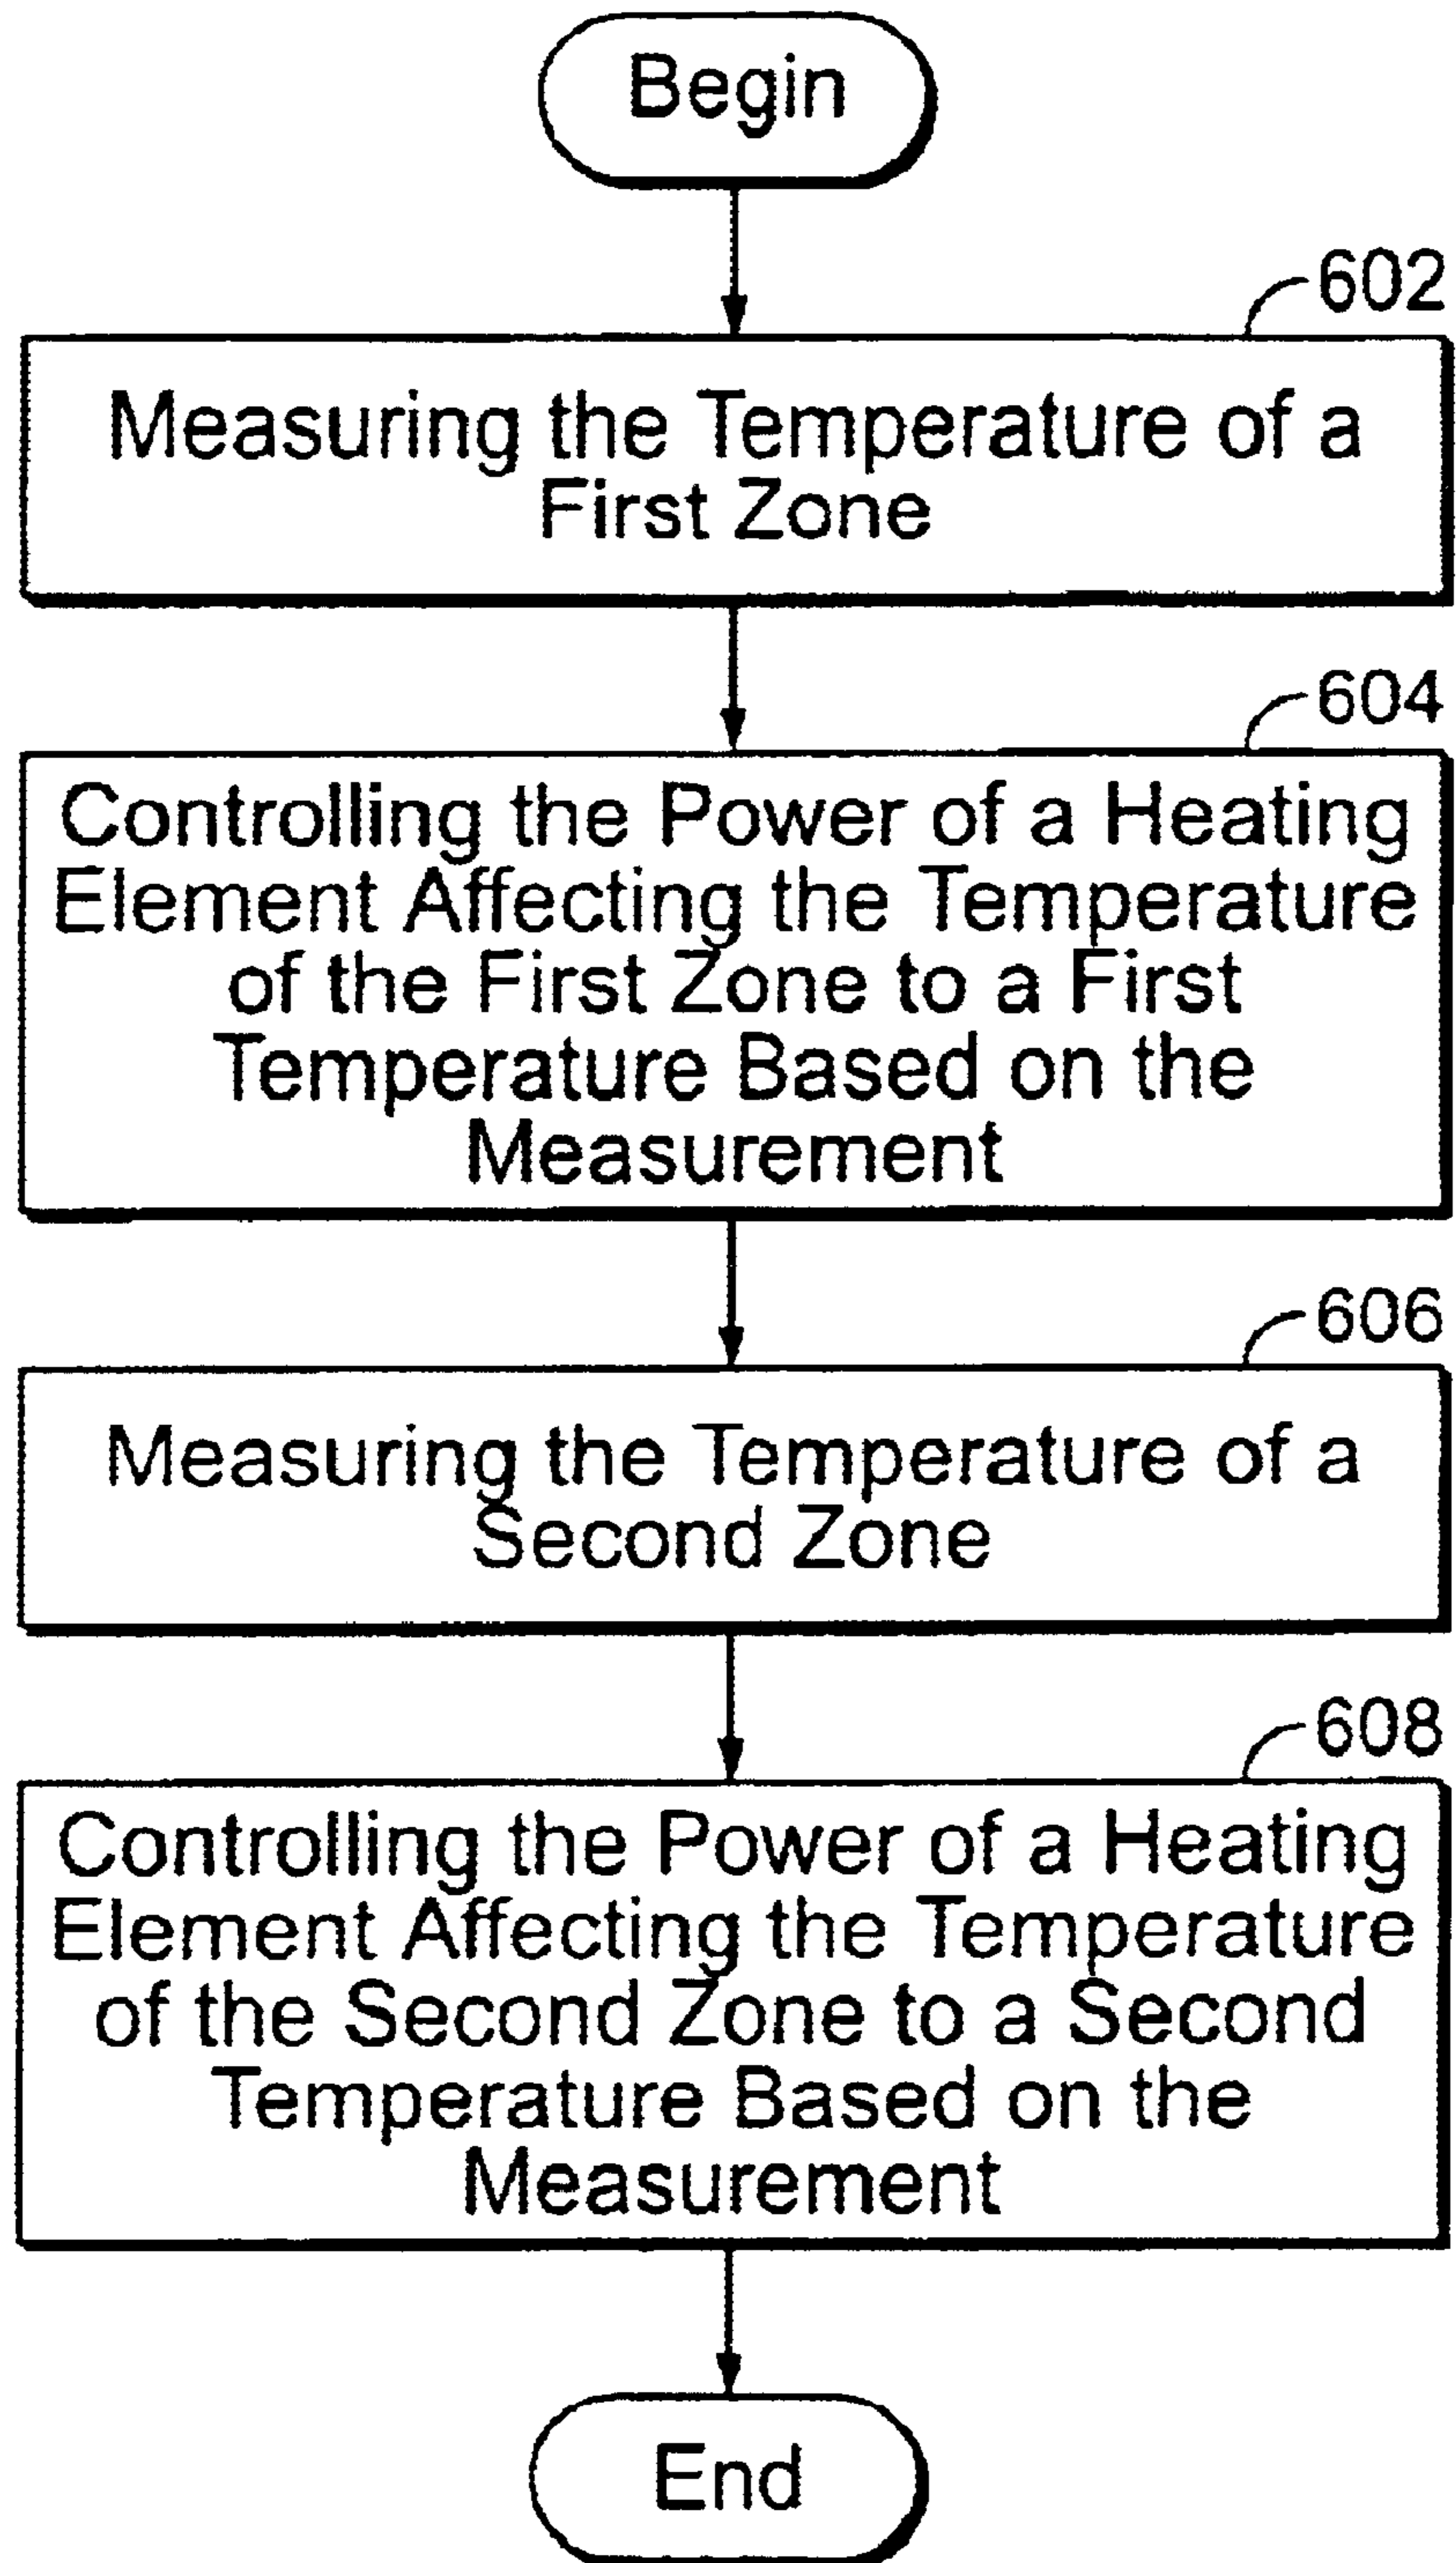 Begin
602
Measuring the Temperature of a
First Zone
604
Controlling the Power of a Heating
Element Affecting the Temperature
of the First Zone to a First
Temperature Based on the
Measurement
606
Measuring the Temperature of a
Second Zone
608
Controlling the Power of a Heating
Element Affecting the Temperature
of the Second Zone to a Second
Temperature Based on the
Measurement
End